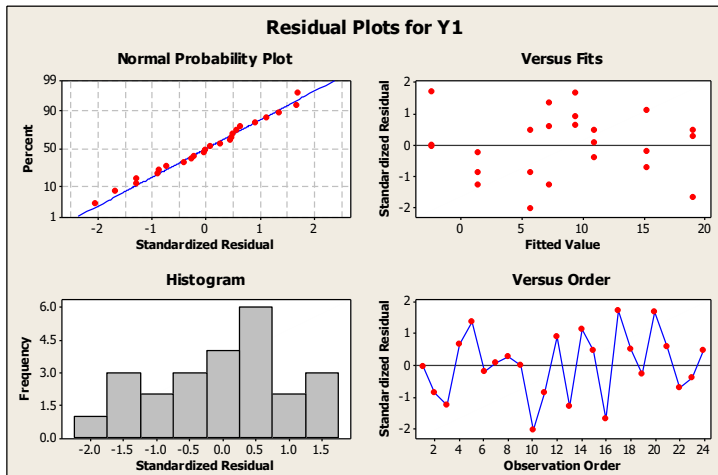 Residual Plots for Y1
Normal Probability Plot
99
90
50
10
1
Percent
-2 -1 0 1 2
Standardized Residual
Versus Fits
2
1
0
-1
-2
Standardized Residual
0 5 10 15 20
Fitted Value
Histogram
6.0
4.5
3.0
1.5
0.0
Frequency
-2.0 -1.5 -1.0 -0.5 0.0 0.5 1.0 1.5
Standardized Residual
Versus Order
2
1
0
-1
-2
Standardized Residual
2 4 6 8 10 12 14 16 18 20 22 24
Observation Order